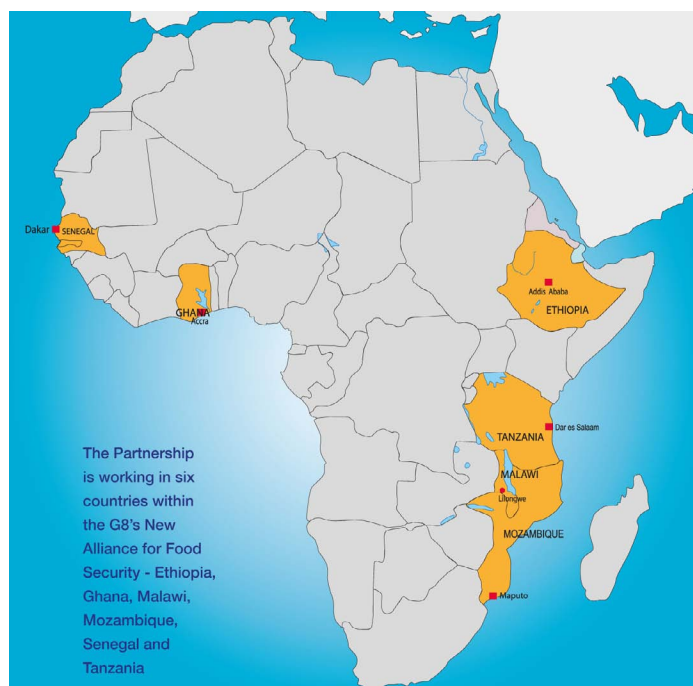 Dakar
SENEGAL
GHANA
Accra
Addis Ababa
ETHIOPIA
TANZANIA
Dar es Salaam
MALAWI
Lilongwe
MOZAMBIQUE
Maputo
The Partnership
is working in six
countries within
the G8's New
Alliance for Food
Security - Ethiopia,
Ghana, Malawi,
Mozambique,
Senegal and
Tanzania